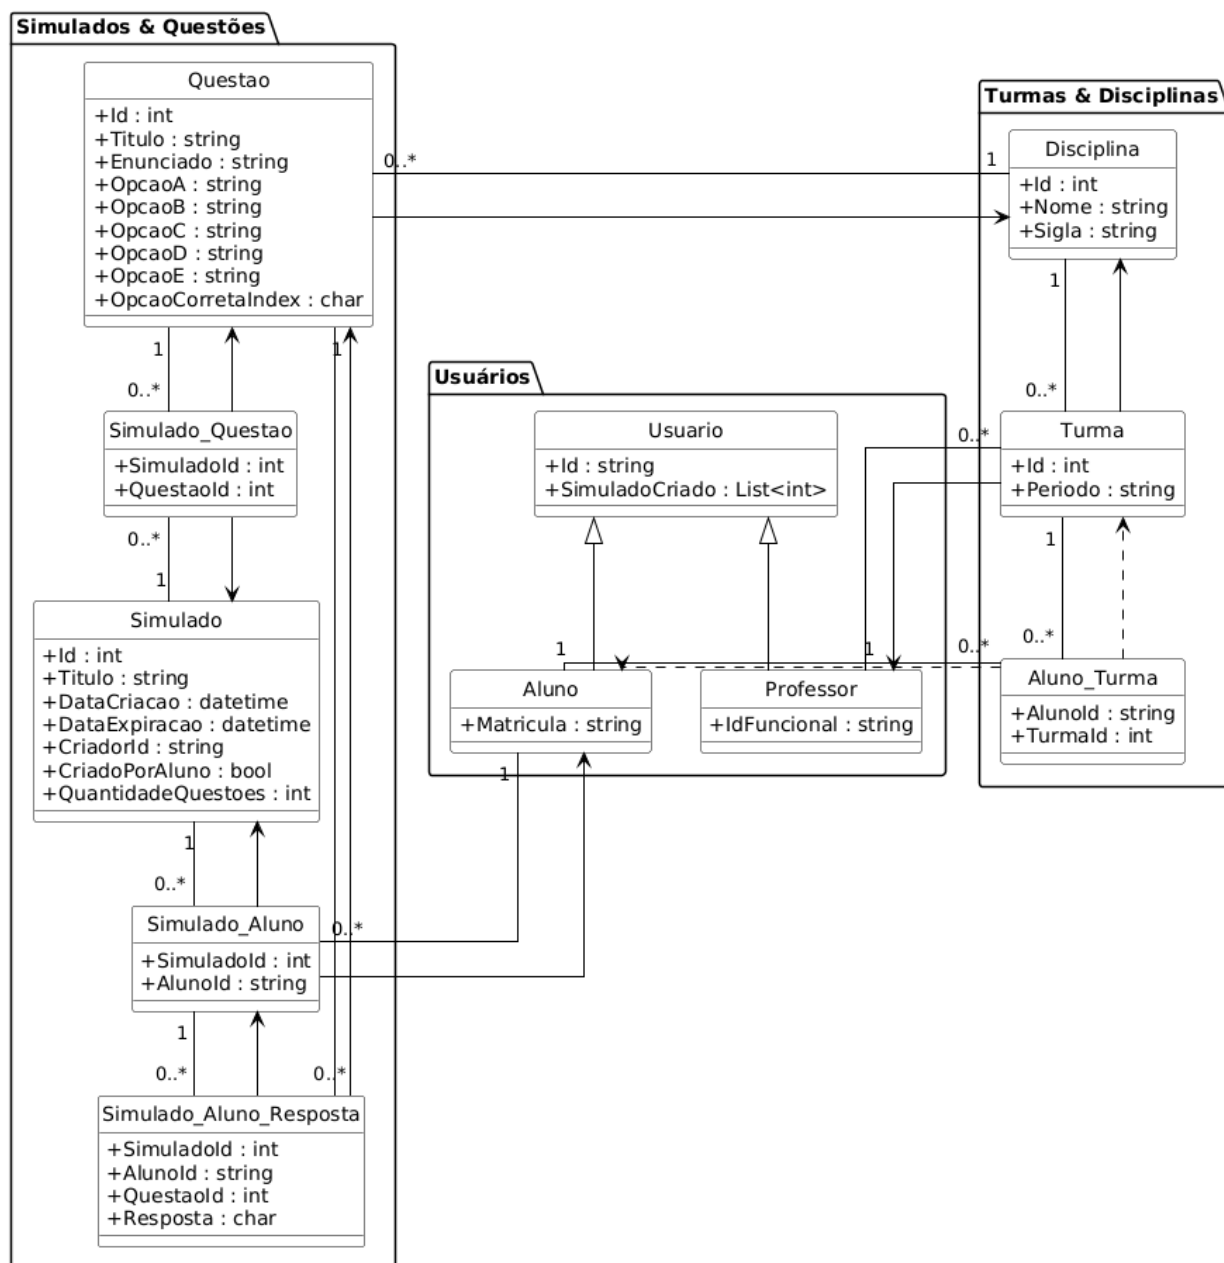 Simulados & Questões
Questao
+Id : int
+Titulo : string
+Enunciado : string
+OpcaoA : string
+OpcaoB : string
+OpcaoC : string
+OpcaoD : string
+OpcaoE : string
+OpcaoCorretaIndex : char
0..*
1
Turmas & Disciplinas
Disciplina
+Id : int
+Nome : string
+Sigla : string
1
0..*
1
0..*
1
Simulado_Questao
+SimuladoId : int
+QuestaoId : int
0..*
1
Usuários
Usuario
+Id : string
+SimuladoCriado : List<int>
0..*
Turma
+Id : int
+Periodo : string
1
0..*
Simulado
+Id : int
+Titulo : string
+DataCriacao : datetime
+DataExpiracao : datetime
+CriadorId : string
+CriadoPorAluno : bool
+QuantidadeQuestoes : int
1
1
0..*
Aluno
+Matricula : string
1
Professor
+IdFuncional : string
Aluno_Turma
+AlunoId : string
+TurmaId : int
1
0..*
Simulado_Aluno
+SimuladoId : int
+AlunoId : string
0..*
1
0..*
0..*
Simulado_Aluno_Resposta
+SimuladoId : int
+AlunoId : string
+QuestaoId : int
+Resposta : char